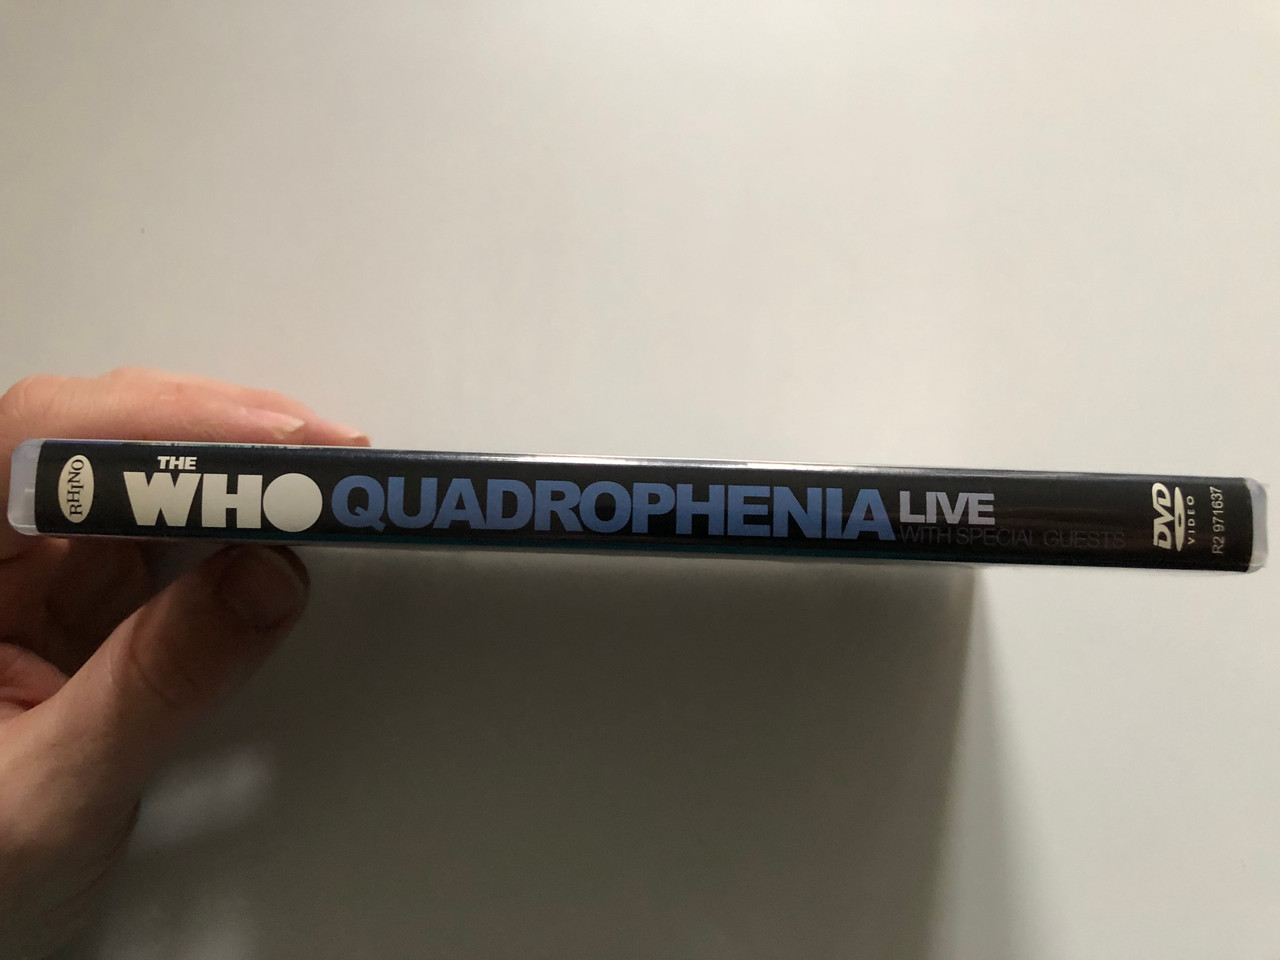 RHINO
THE
WHO QUADROPHENIA LIVE
WITH SPECIAL GUESTS
DVD
VIDEO
R2 971637